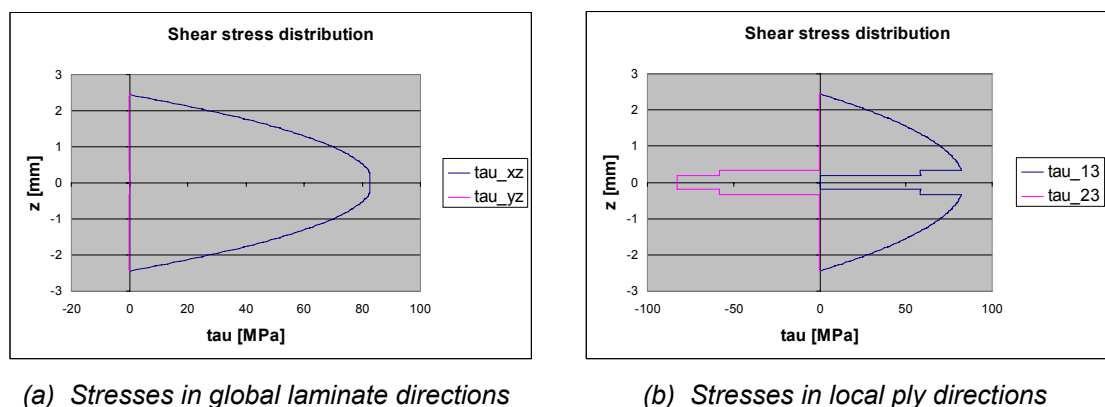 Shear stress distribution
3
2
1
0
-1
-2
-3
-20
0
20
40
60
80
100
z [mm]
tau [MPa]
tau_xz
tau_yz
Shear stress distribution
3
2
1
0
-1
-2
-3
-100
-50
0
50
100
z [mm]
tau [MPa]
tau_13
tau_23
(a) Stresses in global laminate directions
(b) Stresses in local ply directions